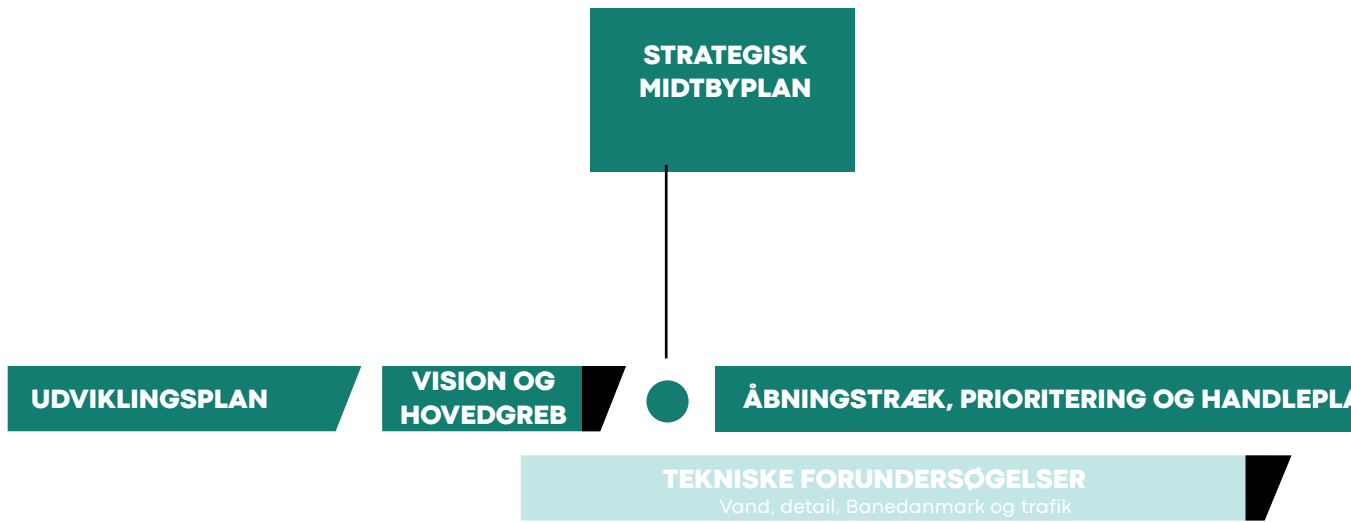 STRATEGISK
MIDTBYPLAN
UDVIKLINGSPLAN
VISION OG
HOVEDGREB
ÅBNINGSTRÆK, PRIORITERING OG HANDLEPLA
TEKNISKE FORUNDERSØGELSER
Vand, detail, Banedanmark og trafik